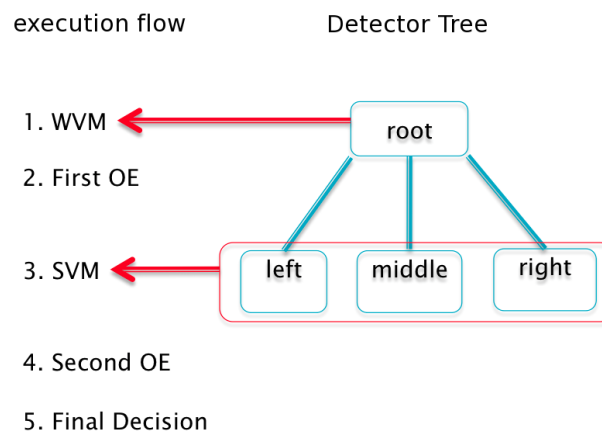 execution flow
Detector Tree
1. WVM
root
2. First OE
3. SVM
left
middle
right
4. Second OE
5. Final Decision